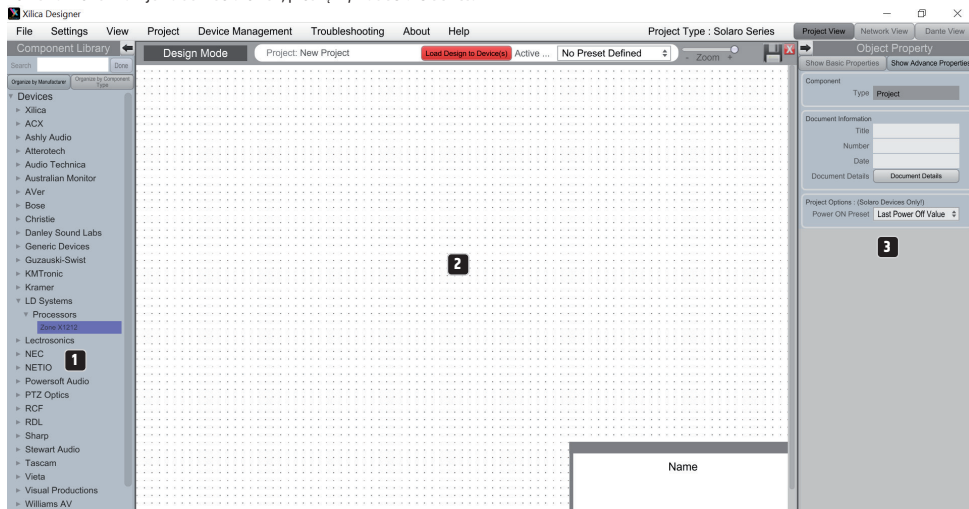 Xilica Designer
File Settings View Project Device Management Troubleshooting About Help Project Type : Solaro Series Project View Network View Dante View
Component Library Design Mode Project: New Project Load Design to Device(s) Active ... No Preset Defined - Zoom + Object Property
Search Done Show Basic Properties Show Advance Properties
Organize by Manufacturer Organize by Component Type
Devices
Xilica
ACX
Ashly Audio
Atterotech
Audio Technica
Australian Monitor
AVer
Bose
Christie
Danley Sound Labs
Generic Devices
Guzauski-Swist
KMTronic
Kramer
LD Systems
Processors
Zone X1212
Lectrosonics
NEC
NETIO
Powersoft Audio
PTZ Optics
RCF
RDL
Sharp
Stewart Audio
Tascam
Vieta
Visual Productions
Williams AV
1
2
Name
Component
Type Project
Document Information
Title
Number
Date
Document Details Document Details
Project Options : (Solaro Devices Only!)
Power ON Preset Last Power Off Value
3